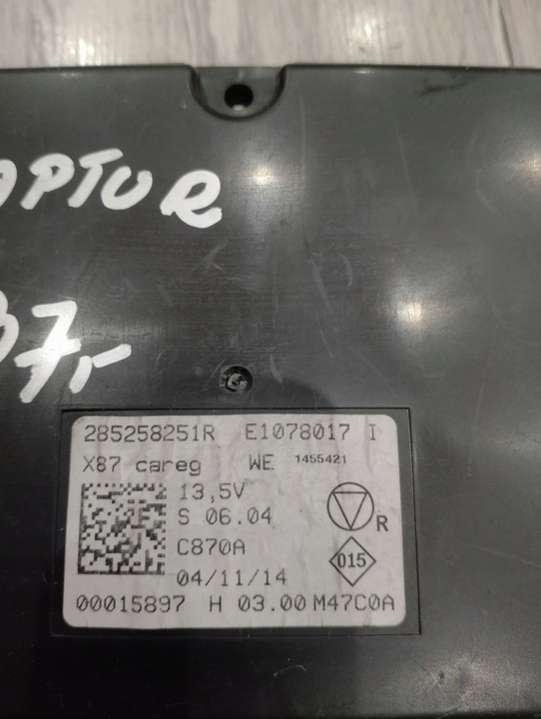 APTUR
7,-
285258251R E1078017 I
X87 careg WE 1455421
13,5V
S 06.04
R
C870A
015
04/11/14
00015897 H 03.00 M47C0A